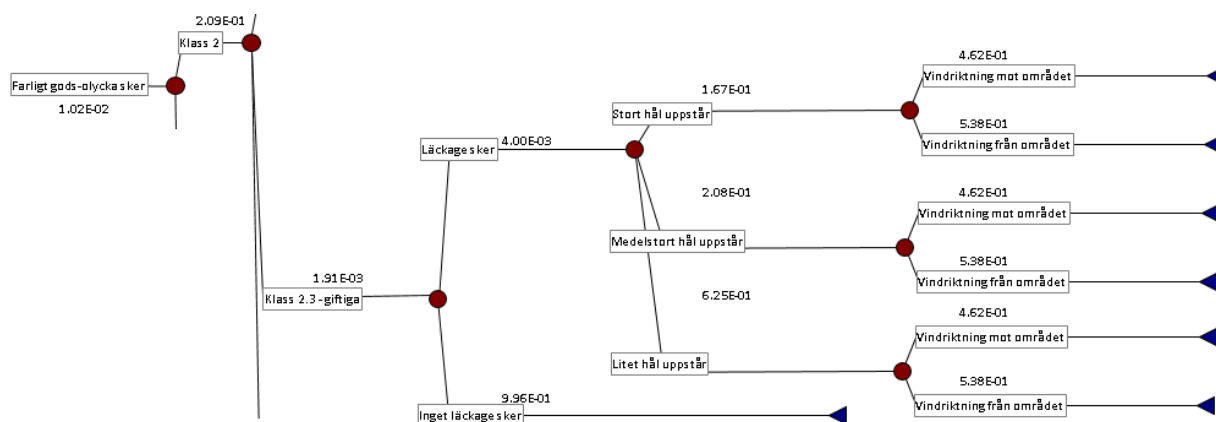 2.09E-01
Klass 2
Farligt gods-olycka sker
1.02E-02
4.62E-01
Vindriktning mot området
1.67E-01
Stort hål uppstår
5.38E-01
Vindriktning från området
Läckage sker
4.00E-03
2.08E-01
4.62E-01
Vindriktning mot området
Medelstort hål uppstår
1.91E-03
Klass 2.3 -giftiga
5.38E-01
Vindriktning från området
6.25E-01
4.62E-01
Vindriktning mot området
Litet hål uppstår
5.38E-01
Vindriktning från området
9.96E-01
Inget läckage sker